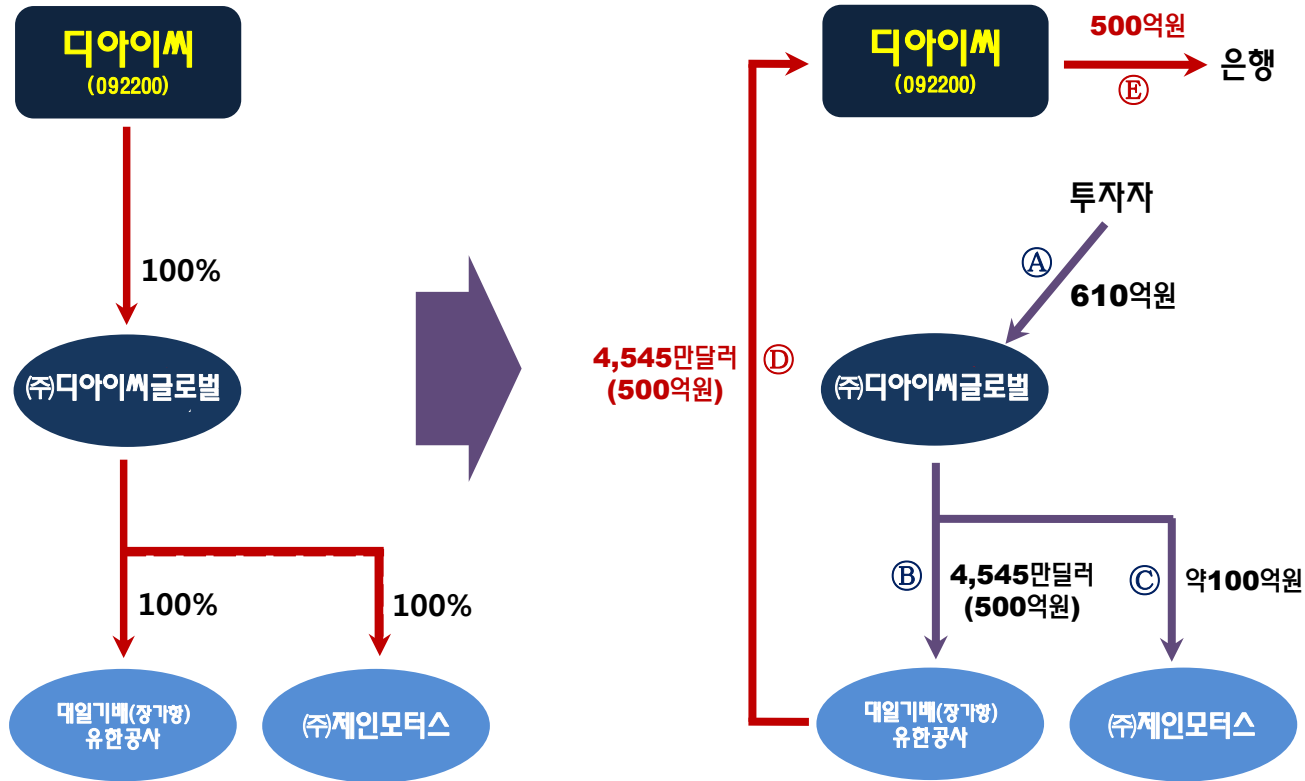 디아이씨
(092200)
100%
㈜디아이씨글로벌
100%
100%
대일기배(장가항)
유한공사
㈜제인모터스
디아이씨
(092200)
500억원
Ⓔ
은행
투자자
Ⓐ
610억원
4,545만달러
(500억원)
Ⓓ
㈜디아이씨글로벌
Ⓑ
4,545만딜러
(500억원)
Ⓒ
약100억원
대일기배(장가항)
유한공사
㈜제인모터스